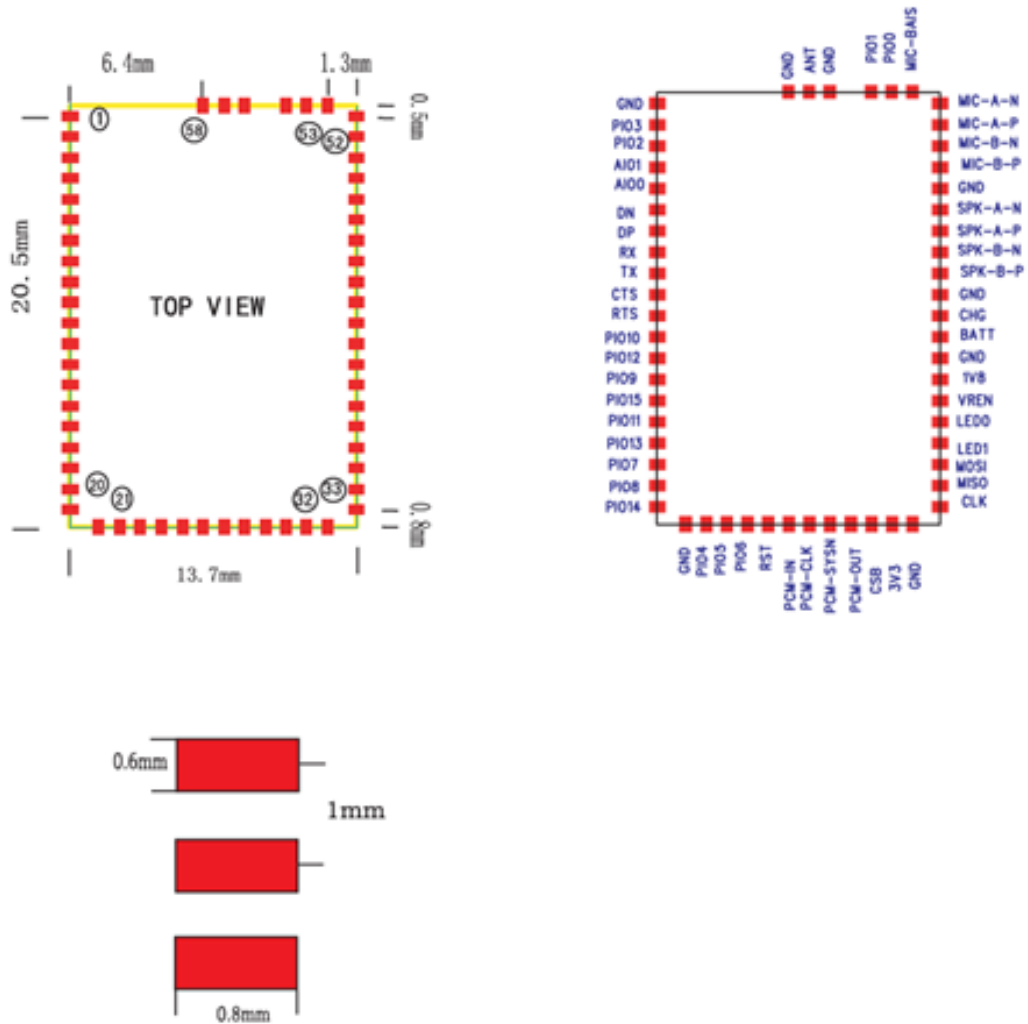 6.4mm
1.3mm
0.5mm
1
58
53
52
20.5mm
TOP VIEW
20
21
32
33
0.8mm
13.7mm
GND
ANT
GND
PIO1
PIO0
MIC-BAIS
GND
PIO3
PIO2
AIO1
AIO0
DN
DP
RX
TX
CTS
RTS
PIO10
PIO12
PIO9
PIO15
PIO11
PIO13
PIO7
PIO8
PIO14
MIC-A-N
MIC-A-P
MIC-B-N
MIC-B-P
GND
SPK-A-N
SPK-A-P
SPK-B-N
SPK-B-P
GND
CHG
BATT
GND
1V8
VREN
LED0
LED1
MOSI
MISO
CLK
GND
PIO4
PIO5
PIO6
RST
PCM-IN
PCM-CLK
PCM-SYSN
PCM-OUT
CSB
3V3
GND
0.6mm
1mm
0.8mm